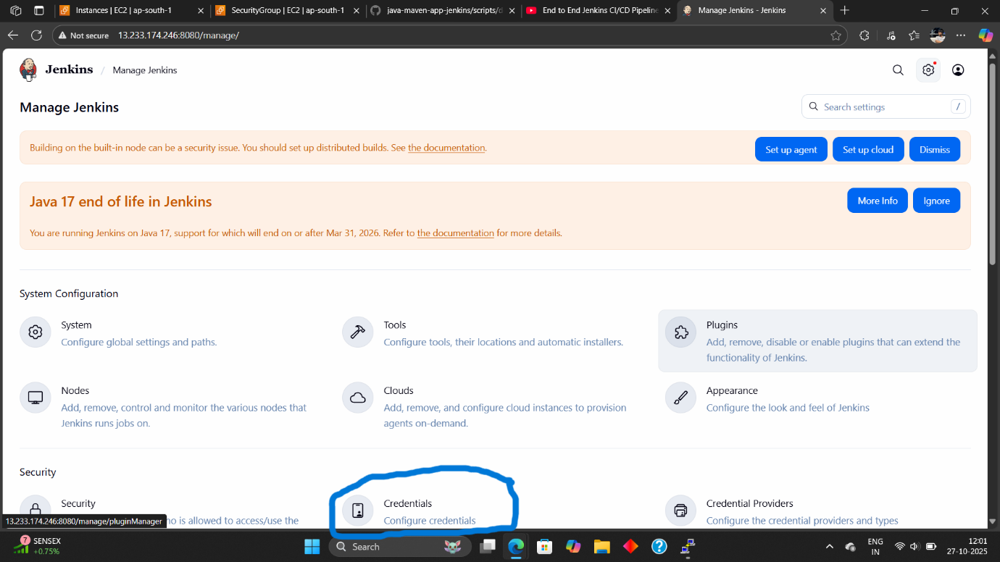 Instances | EC2 | ap-south-1
SecurityGroup | EC2 | ap-south-1
java-maven-app-jenkins/scripts/d
End to End Jenkins CI/CD Pipeline
Manage Jenkins - Jenkins
Not secure
13.233.174.246:8080/manage/
Jenkins / Manage Jenkins
Manage Jenkins
Search settings
/
Building on the built-in node can be a security issue. You should set up distributed builds. See the documentation.
Set up agent
Set up cloud
Dismiss
Java 17 end of life in Jenkins
More Info
Ignore
You are running Jenkins on Java 17, support for which will end on or after Mar 31, 2026. Refer to the documentation for more details.
System Configuration
System
Configure global settings and paths.
Tools
Configure tools, their locations and automatic installers.
Plugins
Add, remove, disable or enable plugins that can extend the
functionality of Jenkins.
Nodes
Add, remove, control and monitor the various nodes that
Jenkins runs jobs on.
Clouds
Add, remove, and configure cloud instances to provision
agents on-demand.
Appearance
Configure the look and feel of Jenkins
Security
Security
ho is allowed to access/use the
Credentials
Configure credentials
Credential Providers
Configure the credential providers and types
13.233.174.246:8080/manage/pluginManager
7
SENSEX
+0.75%
Search
ENG
IN
12:01
27-10-2025